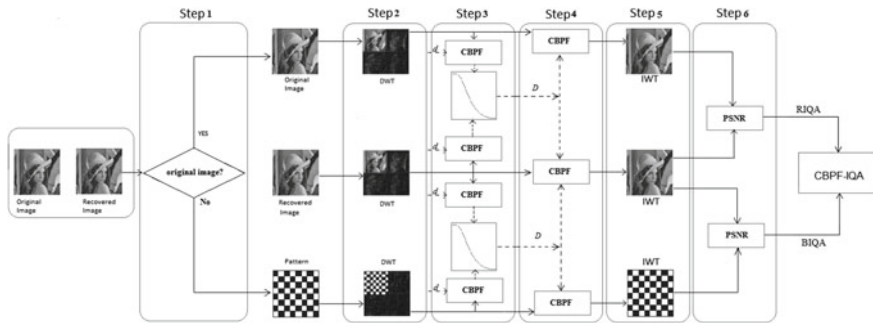 Step 1
Step 2
Step 3
Step 4
Step 5
Step 6
Original
Image
Recovered
Image
original image?
YES
No
Original
Image
Recovered
Image
Pattern
DWT
DWT
DWT
d
CBPF
d
CBPF
d
CBPF
d
CBPF
D
D
CBPF
CBPF
CBPF
IWT
IWT
IWT
PSNR
PSNR
RIQA
BIQA
CBPF-IQA